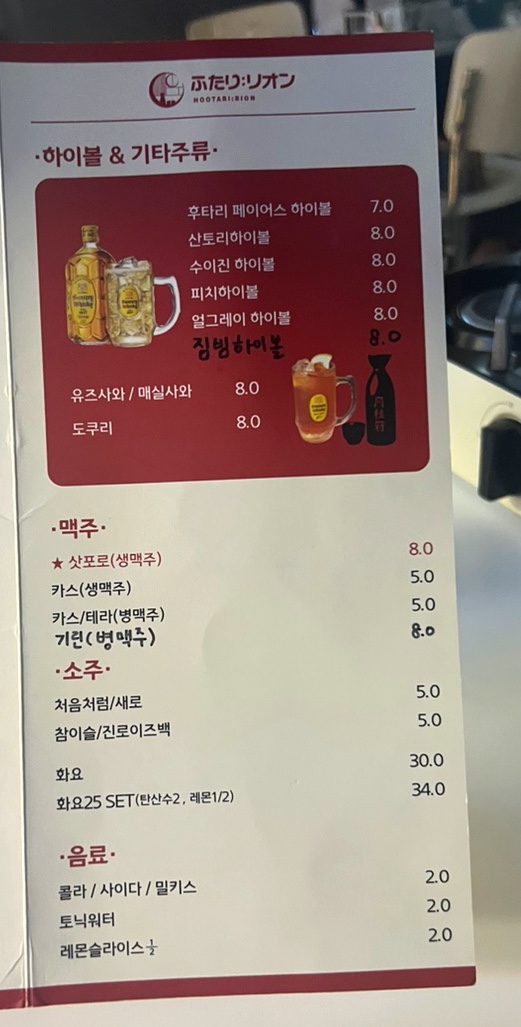 ふたり:リオン
HOOTARI:RION
·하이볼 & 기타주류·
후타리 페이어스 하이볼 7.0
산토리하이볼 8.0
수이진 하이볼 8.0
피치하이볼 8.0
얼그레이 하이볼 8.0
짐빔하이볼 8.0
유즈사와 / 매실사와 8.0
도쿠리 8.0
·맥주·
★ 삿포로(생맥주) 8.0
카스(생맥주) 5.0
카스/테라(병맥주) 5.0
기린(병맥주) 8.0
·소주·
처음처럼/새로 5.0
참이슬/진로이즈백 5.0
화요 30.0
화요25 SET(탄산수2, 레몬1/2) 34.0
·음료·
콜라 / 사이다 / 밀키스 2.0
토닉워터 2.0
레몬슬라이스 ½ 2.0